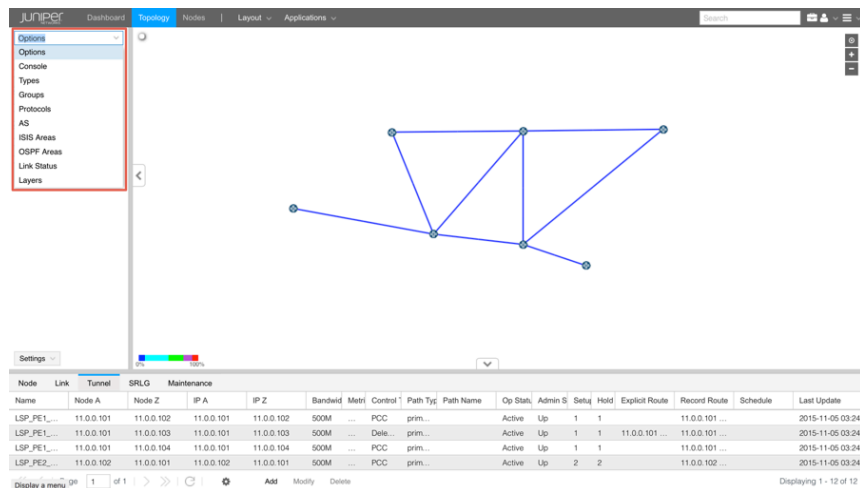 JUNIPER NETWORKS Dashboard Topology Nodes | Layout Applications Search
Options
Options
Console
Types
Groups
Protocols
AS
ISIS Areas
OSPF Areas
Link Status
Layers
Settings
0% 100%
Node Link Tunnel SRLG Maintenance
Name Node A Node Z IP A IP Z Bandwid Metri Control Path Typ Path Name Op Statu Admin S Setup Hold Explicit Route Record Route Schedule Last Update
LSP_PE1_... 11.0.0.101 11.0.0.102 11.0.0.101 11.0.0.102 500M ... PCC prim... Active Up 1 1 11.0.0.101 ... 2015-11-05 03:24
LSP_PE1_... 11.0.0.101 11.0.0.103 11.0.0.101 11.0.0.103 500M ... Dele... prim... Active Up 1 1 11.0.0.101 ... 11.0.0.101 ... 2015-11-05 03:24
LSP_PE1_... 11.0.0.101 11.0.0.104 11.0.0.101 11.0.0.104 500M ... PCC prim... Active Up 1 1 11.0.0.101 ... 2015-11-05 03:24
LSP_PE2_... 11.0.0.102 11.0.0.101 11.0.0.102 11.0.0.101 500M ... PCC prim... Active Up 2 2 11.0.0.102 ... 2015-11-05 03:24
Display a menu ge 1 of 1 Add Modify Delete Displaying 1 - 12 of 12